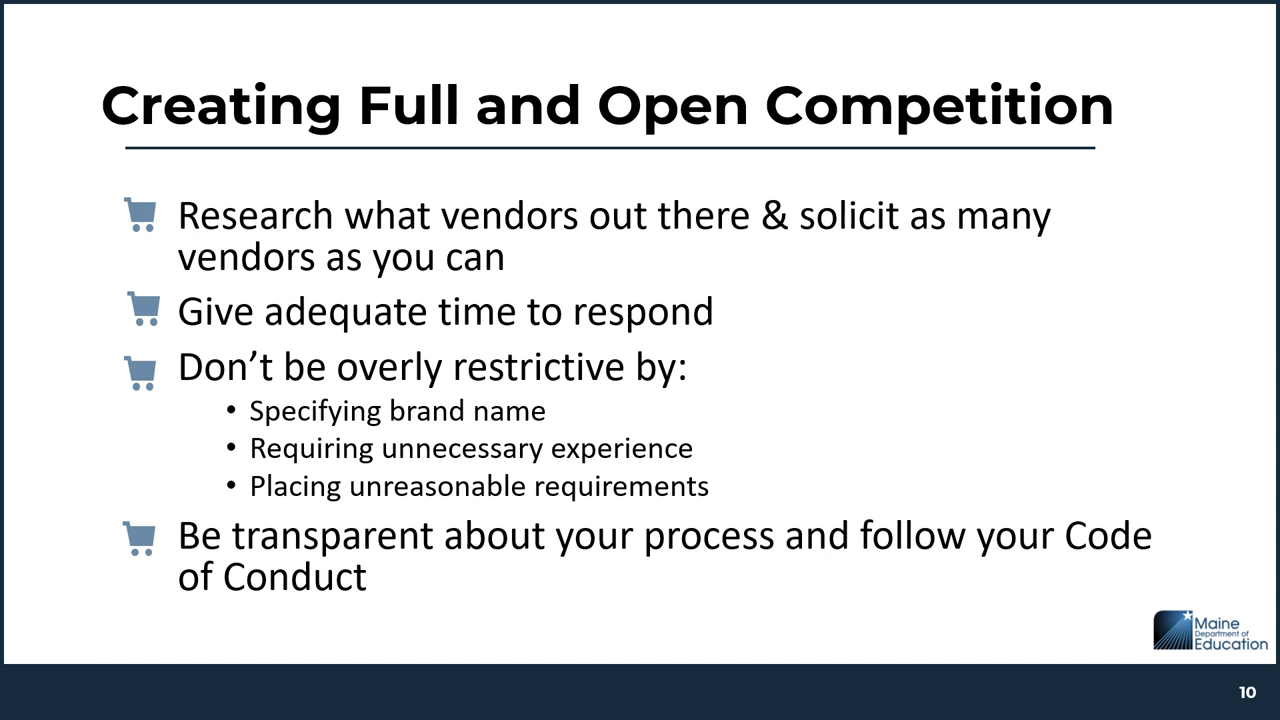 Creating Full and Open Competition
Research what vendors out there & solicit as many
vendors as you can
Give adequate time to respond
Don’t be overly restrictive by:
• Specifying brand name
• Requiring unnecessary experience
• Placing unreasonable requirements
Be transparent about your process and follow your Code
of Conduct
Maine
Department of
Education
10